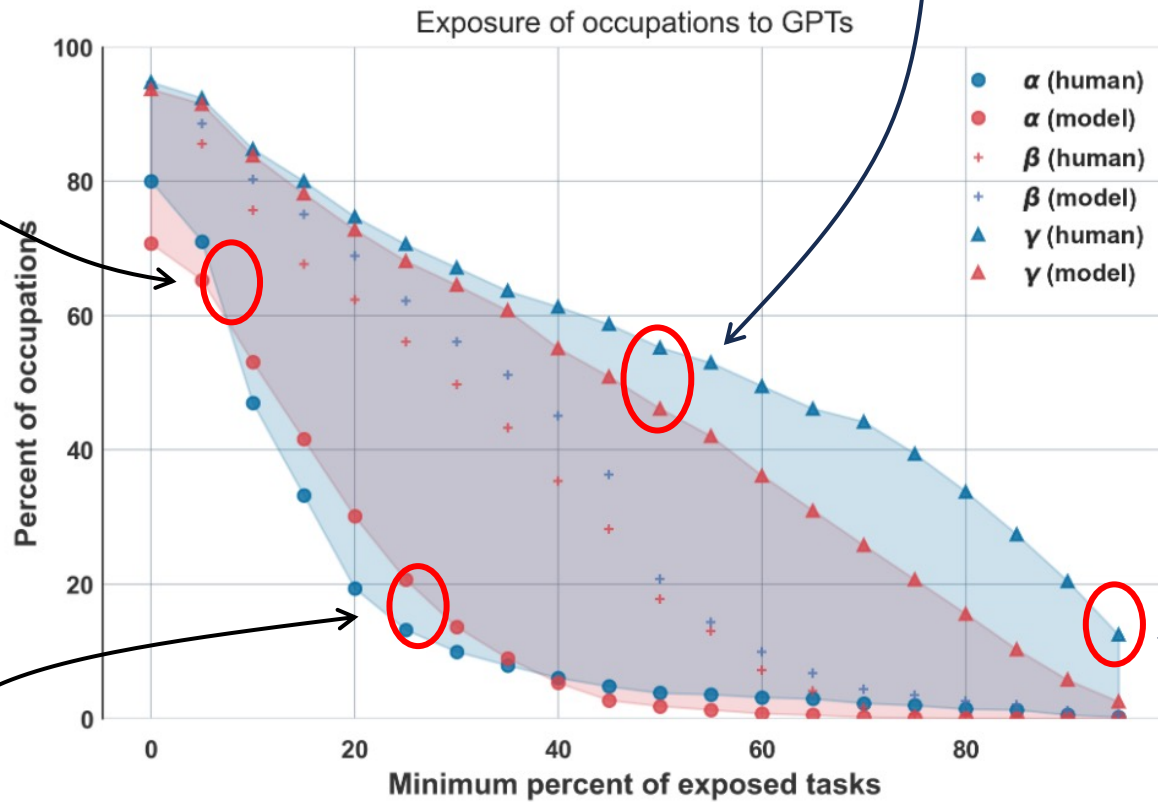 Exposure of occupations to GPTs
100
80
60
40
20
0
Percent of occupations
α (human)
α (model)
β (human)
β (model)
γ (human)
γ (model)
0 20 40 60 80
Minimum percent of exposed tasks